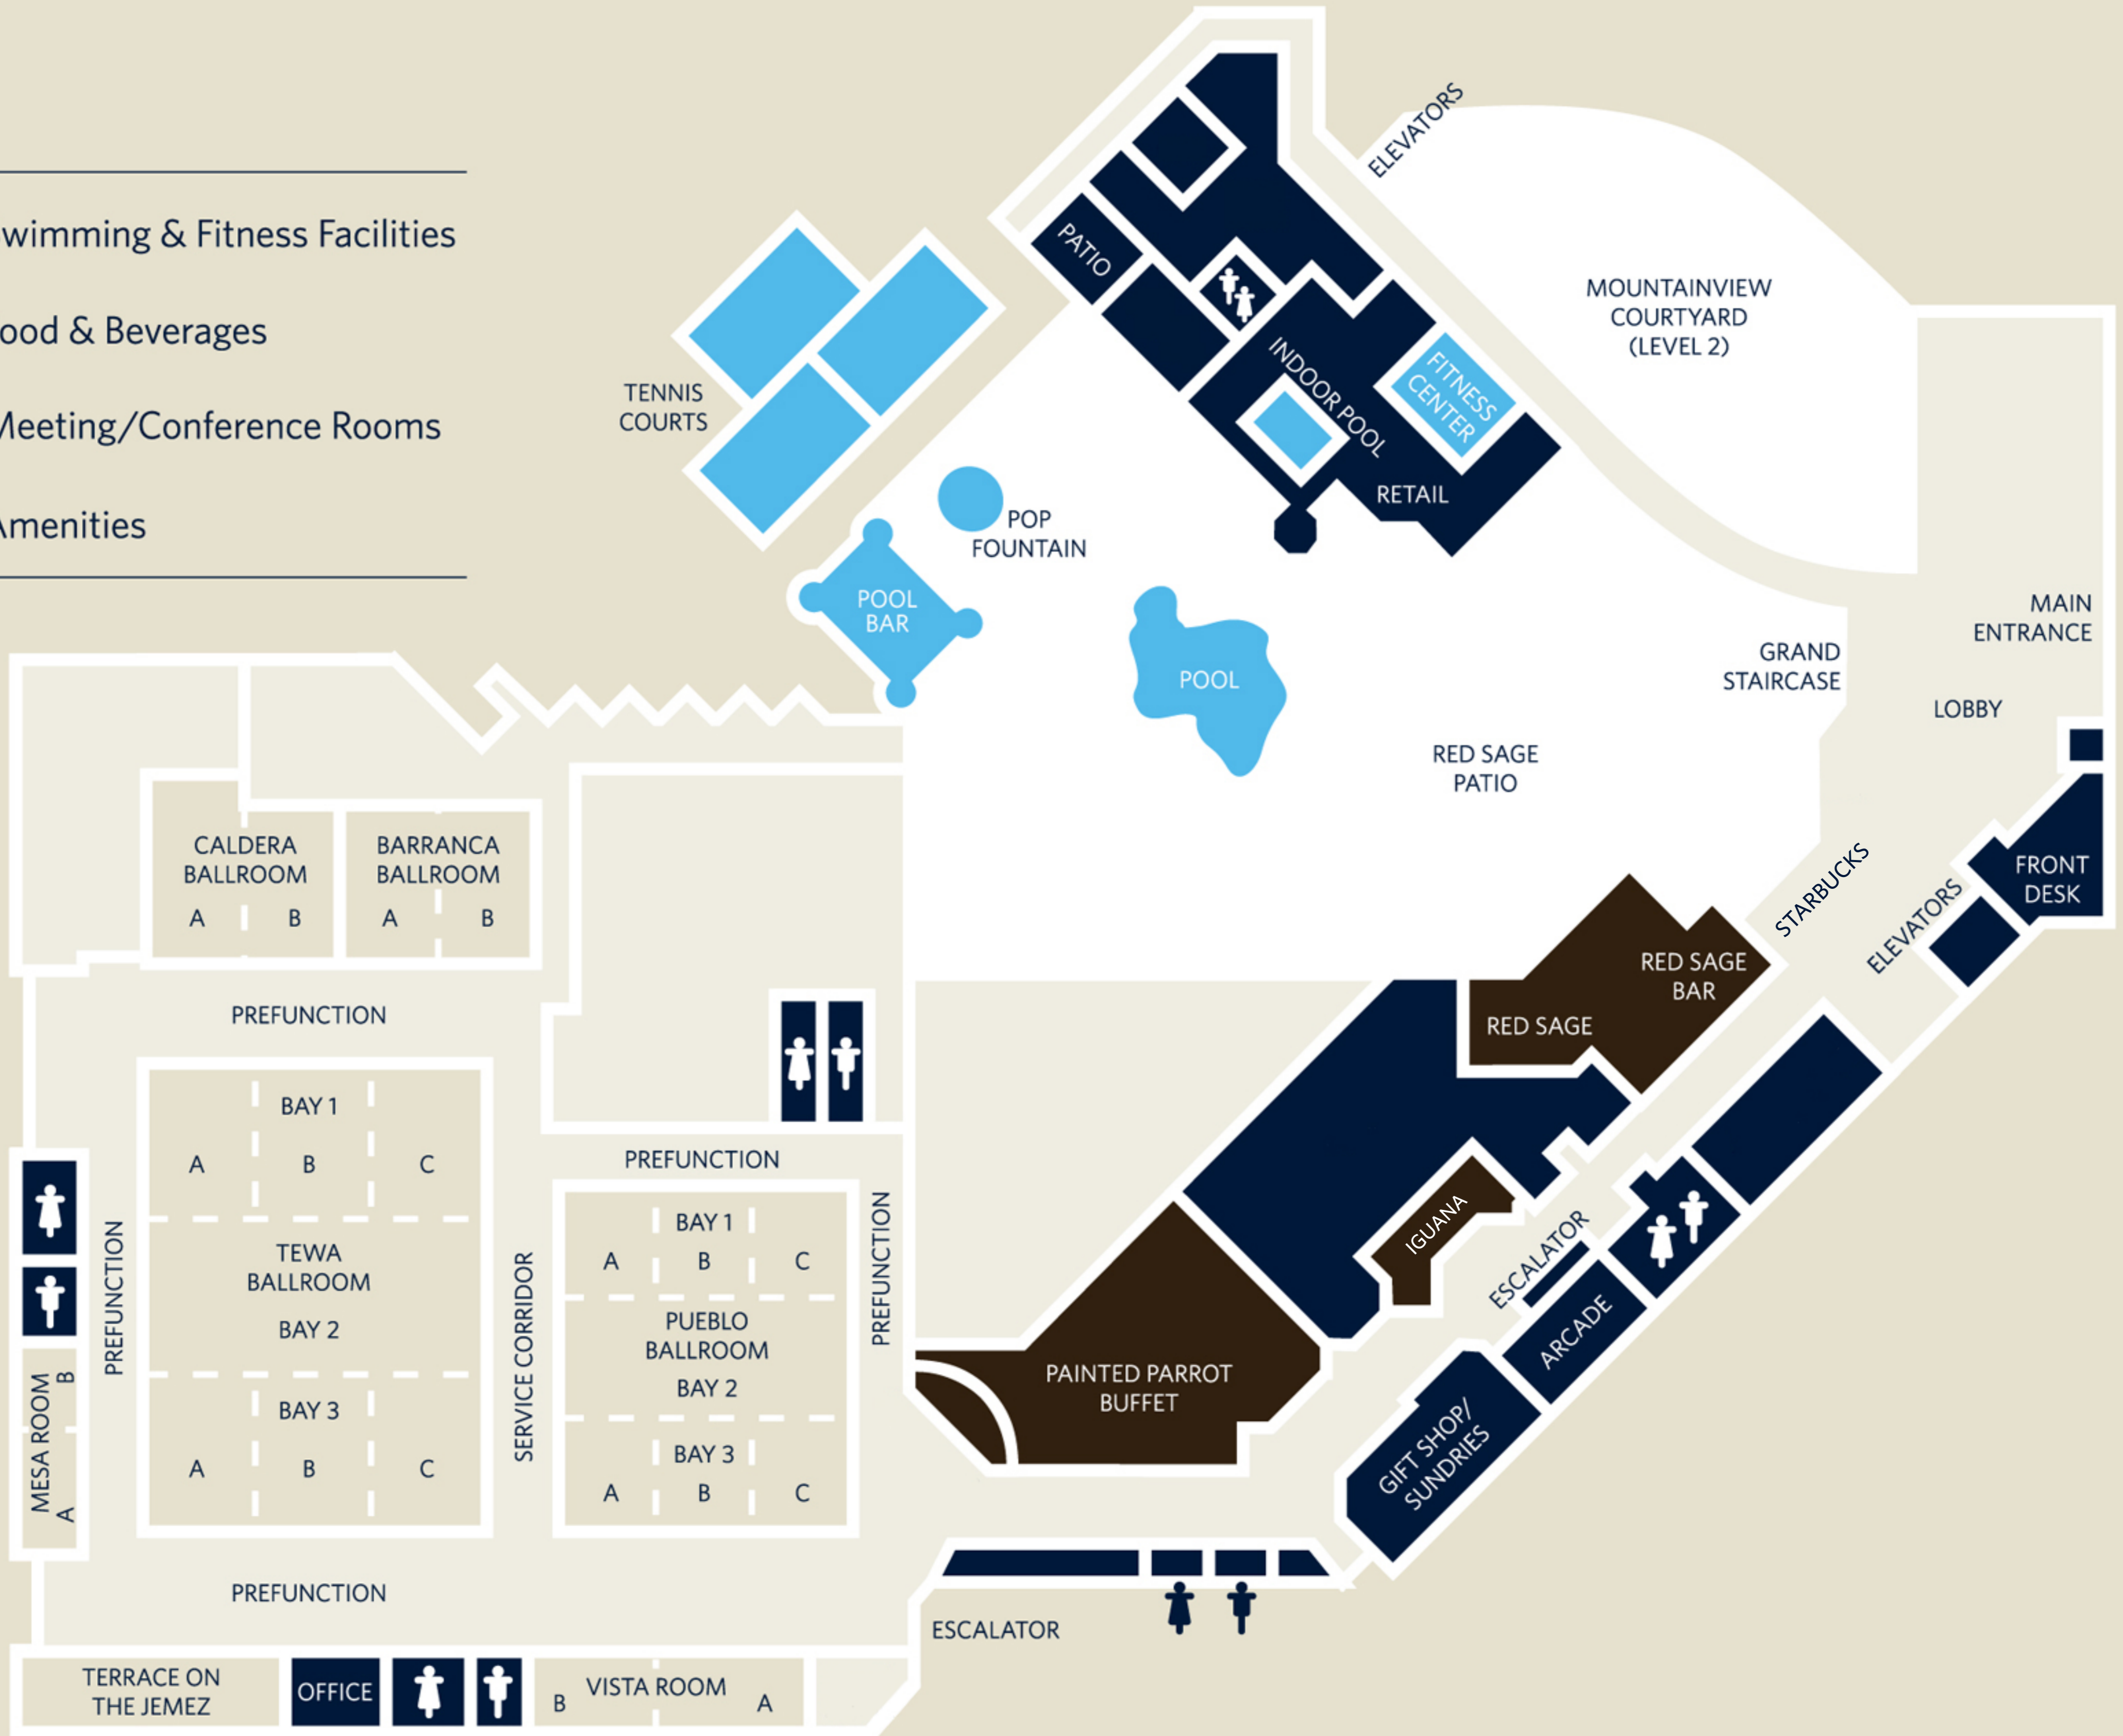 wimming & Fitness Facilities
ood & Beverages
Meeting/Conference Rooms
Amenities
ELEVATORS
PATIO
MOUNTAINVIEW
COURTYARD
(LEVEL 2)
INDOOR POOL
FITNESS
CENTER
RETAIL
TENNIS
COURTS
POP
FOUNTAIN
POOL
BAR
POOL
MAIN
ENTRANCE
GRAND
STAIRCASE
LOBBY
RED SAGE
PATIO
STARBUCKS
FRONT
DESK
ELEVATORS
RED SAGE
BAR
RED SAGE
CALDERA
BALLROOM
A B
BARRANCA
BALLROOM
A B
PREFUNCTION
BAY 1
A B C
TEWA
BALLROOM
BAY 2
BAY 3
A B C
PREFUNCTION
MESA ROOM
A B
SERVICE CORRIDOR
PREFUNCTION
BAY 1
A B C
PUEBLO
BALLROOM
BAY 2
BAY 3
A B C
PREFUNCTION
IGUANA
ESCALATOR
ARCADE
PAINTED PARROT
BUFFET
GIFT SHOP/
SUNDRIES
PREFUNCTION
ESCALATOR
TERRACE ON
THE JEMEZ
OFFICE
B VISTA ROOM A